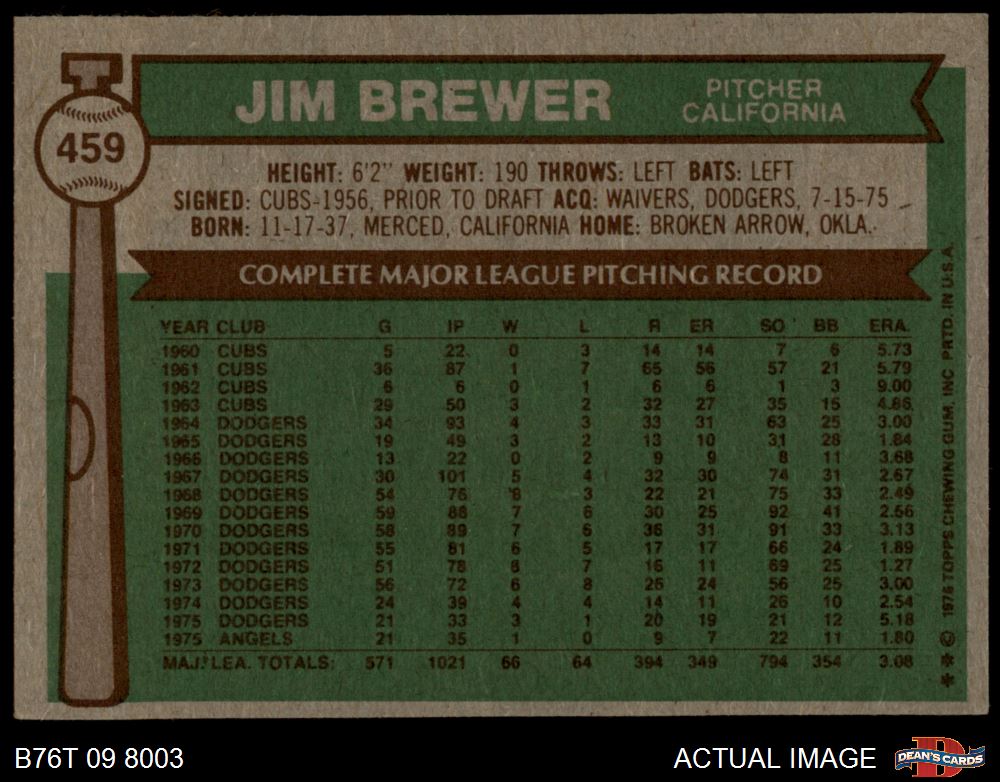 JIM BREWER
PITCHER
CALIFORNIA
459
HEIGHT: 6'2" WEIGHT: 190 THROWS: LEFT BATS: LEFT
SIGNED: CUBS-1956, PRIOR TO DRAFT ACQ: WAIVERS, DODGERS, 7-15-75
BORN: 11-17-37, MERCED, CALIFORNIA HOME: BROKEN ARROW, OKLA.
COMPLETE MAJOR LEAGUE PITCHING RECORD
YEAR CLUB G IP W L R ER SO BB ERA
1960 CUBS 5 22 0 3 14 14 7 6 5.73
1961 CUBS 36 87 1 7 65 56 57 21 5.79
1962 CUBS 6 6 0 1 6 6 1 3 9.00
1963 CUBS 29 50 3 2 32 27 35 15 4.86
1964 DODGERS 34 93 4 3 33 31 63 25 3.00
1965 DODGERS 19 49 3 2 13 10 31 28 1.84
1966 DODGERS 13 22 0 2 9 9 8 11 3.68
1967 DODGERS 30 101 5 4 32 30 74 31 2.67
1968 DODGERS 54 76 8 3 22 21 75 33 2.49
1969 DODGERS 59 88 7 6 30 25 92 41 2.56
1970 DODGERS 58 89 7 6 36 31 91 33 3.13
1971 DODGERS 55 81 6 5 17 17 66 24 1.89
1972 DODGERS 51 78 8 7 16 11 69 25 1.27
1973 DODGERS 56 72 6 8 26 24 56 25 3.00
1974 DODGERS 24 39 4 4 14 11 26 10 2.54
1975 DODGERS 21 33 3 1 20 19 21 12 5.18
1975 ANGELS 21 35 1 0 9 7 22 11 1.80
MAJ. LEA. TOTALS: 571 1021 66 64 394 349 794 354 3.08
* * © 1976 TOPPS CHEWING GUM, INC PRTD. IN U.S.A.
B76T 09 8003
ACTUAL IMAGE
DEAN'S CARDS